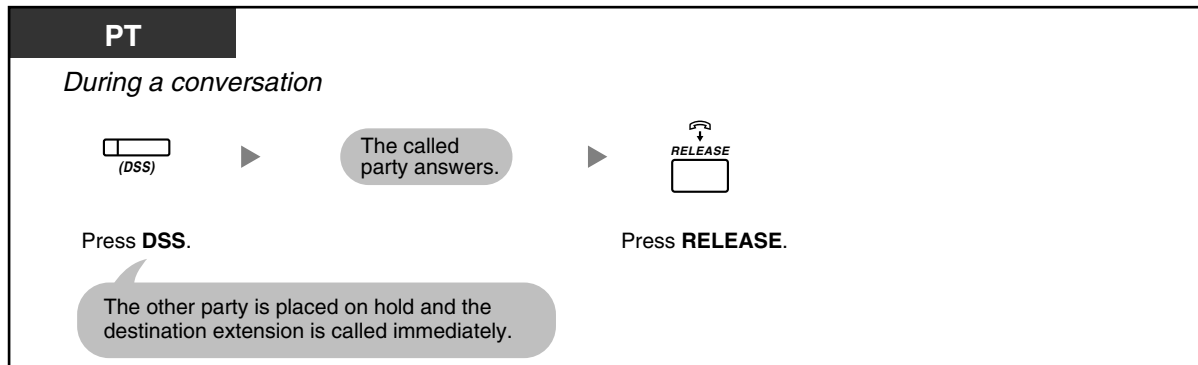 PT
During a conversation
(DSS)
The called
party answers.
RELEASE
Press DSS.
Press RELEASE.
The other party is placed on hold and the
destination extension is called immediately.